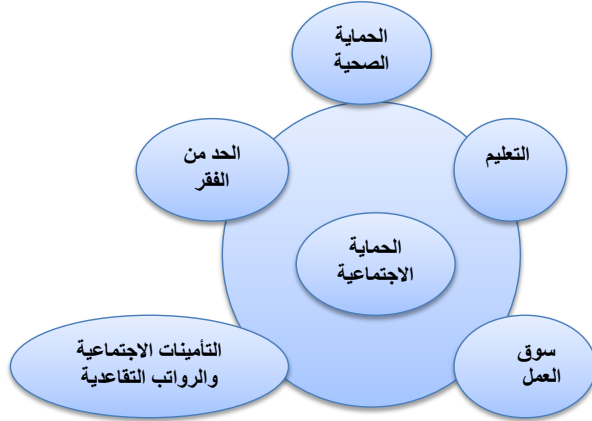 الحماية
الصحية
التعليم
الحد من
الفقر
الحماية
الاجتماعية
سوق
العمل
التأمينات الاجتماعية
والرواتب التقاعدية